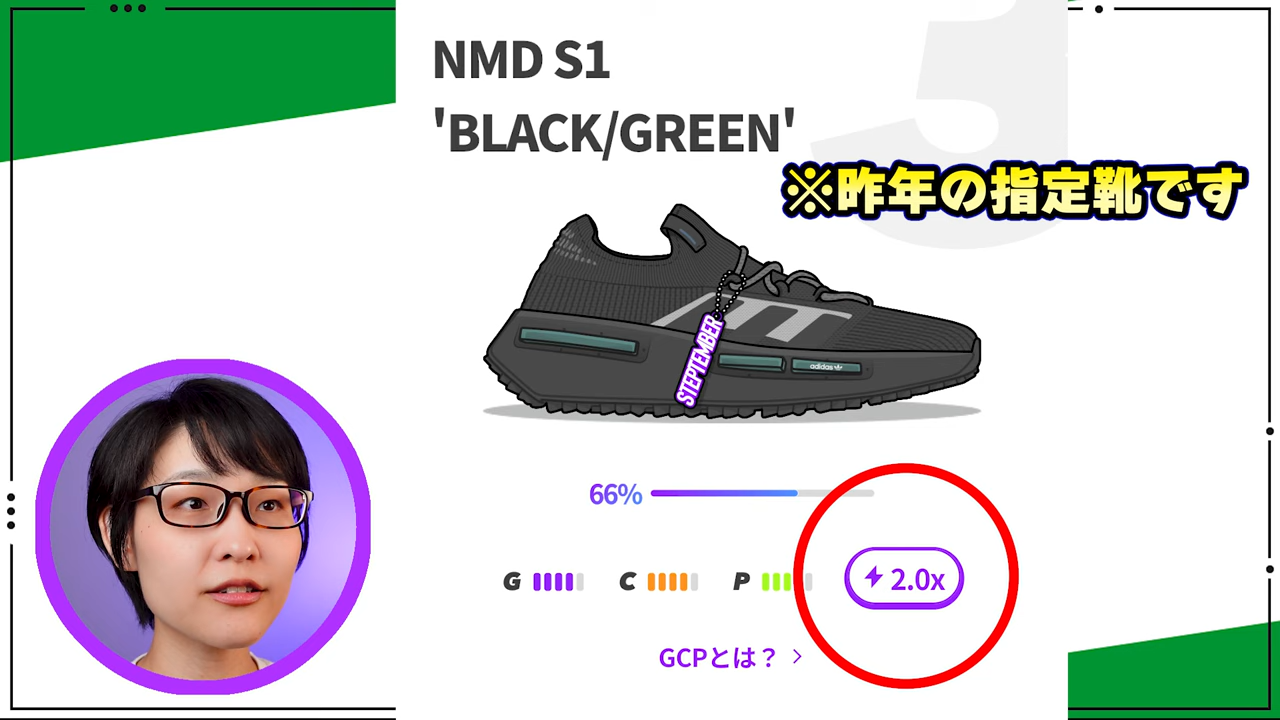 NMD S1
'BLACK/GREEN'
※昨年の指定靴です
STEPTEMBER
adidas
66%
G
C
P
2.0x
GCPとは？ >